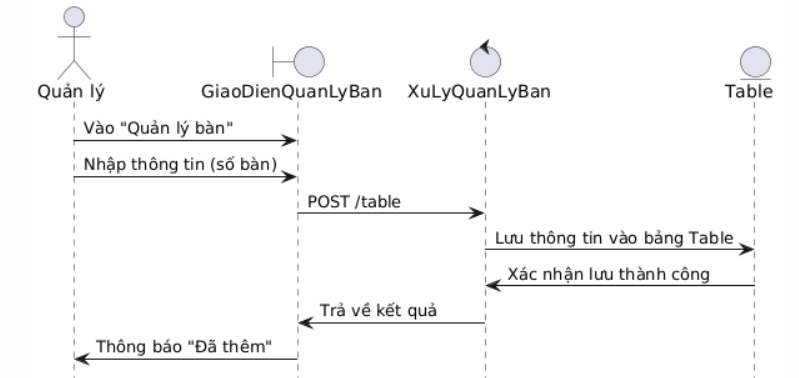 Quản lý
GiaoDienQuanLyBan
XuLyQuanLyBan
Table
Vào "Quản lý bàn"
Nhập thông tin (số bàn)
POST /table
Lưu thông tin vào bảng Table
Xác nhận lưu thành công
Trả về kết quả
Thông báo "Đã thêm"